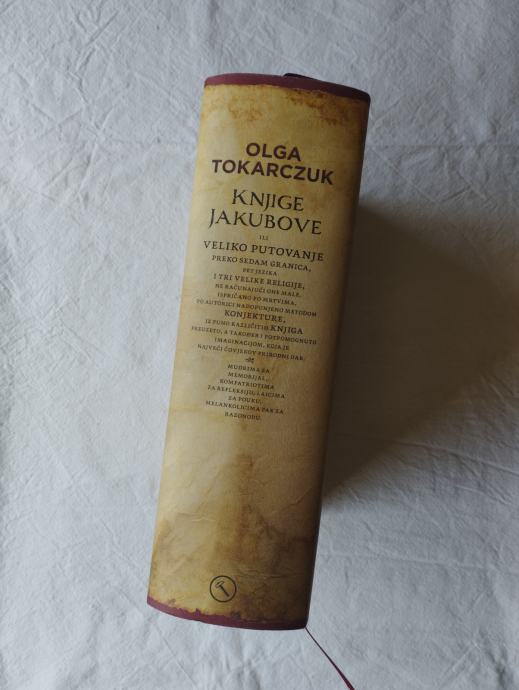 OLGA
TOKARCZUK
KNJIGE
JAKUBOVE
ILI
VELIKO PUTOVANJE
PREKO SEDAM GRANICA,
PET JEZIKA
I TRI VELIKE RELIGIJE,
NE RAČUNAJUĆI ONE MALE.
ISPRIČANO PO MRTVIMA,
PO AUTORICI NADOPUNJENO METODOM
KONJEKTURE,
IZ PUNO RAZLIČITIH KNJIGA
PREUZETO, A TAKOĐER I POTPOMOGNUTO
IMAGINACIJOM, KOJA JE
NAJVEĆI ČOVJEKOV PRIRODNI DAR.
MUDRIMA ZA
MEMORIJAL,
KOMPATRIOTIMA
ZA REFLEKSIJU, LAICIMA
ZA POUKU,
MELANKOLICIMA PAK ZA
RAZONODU.